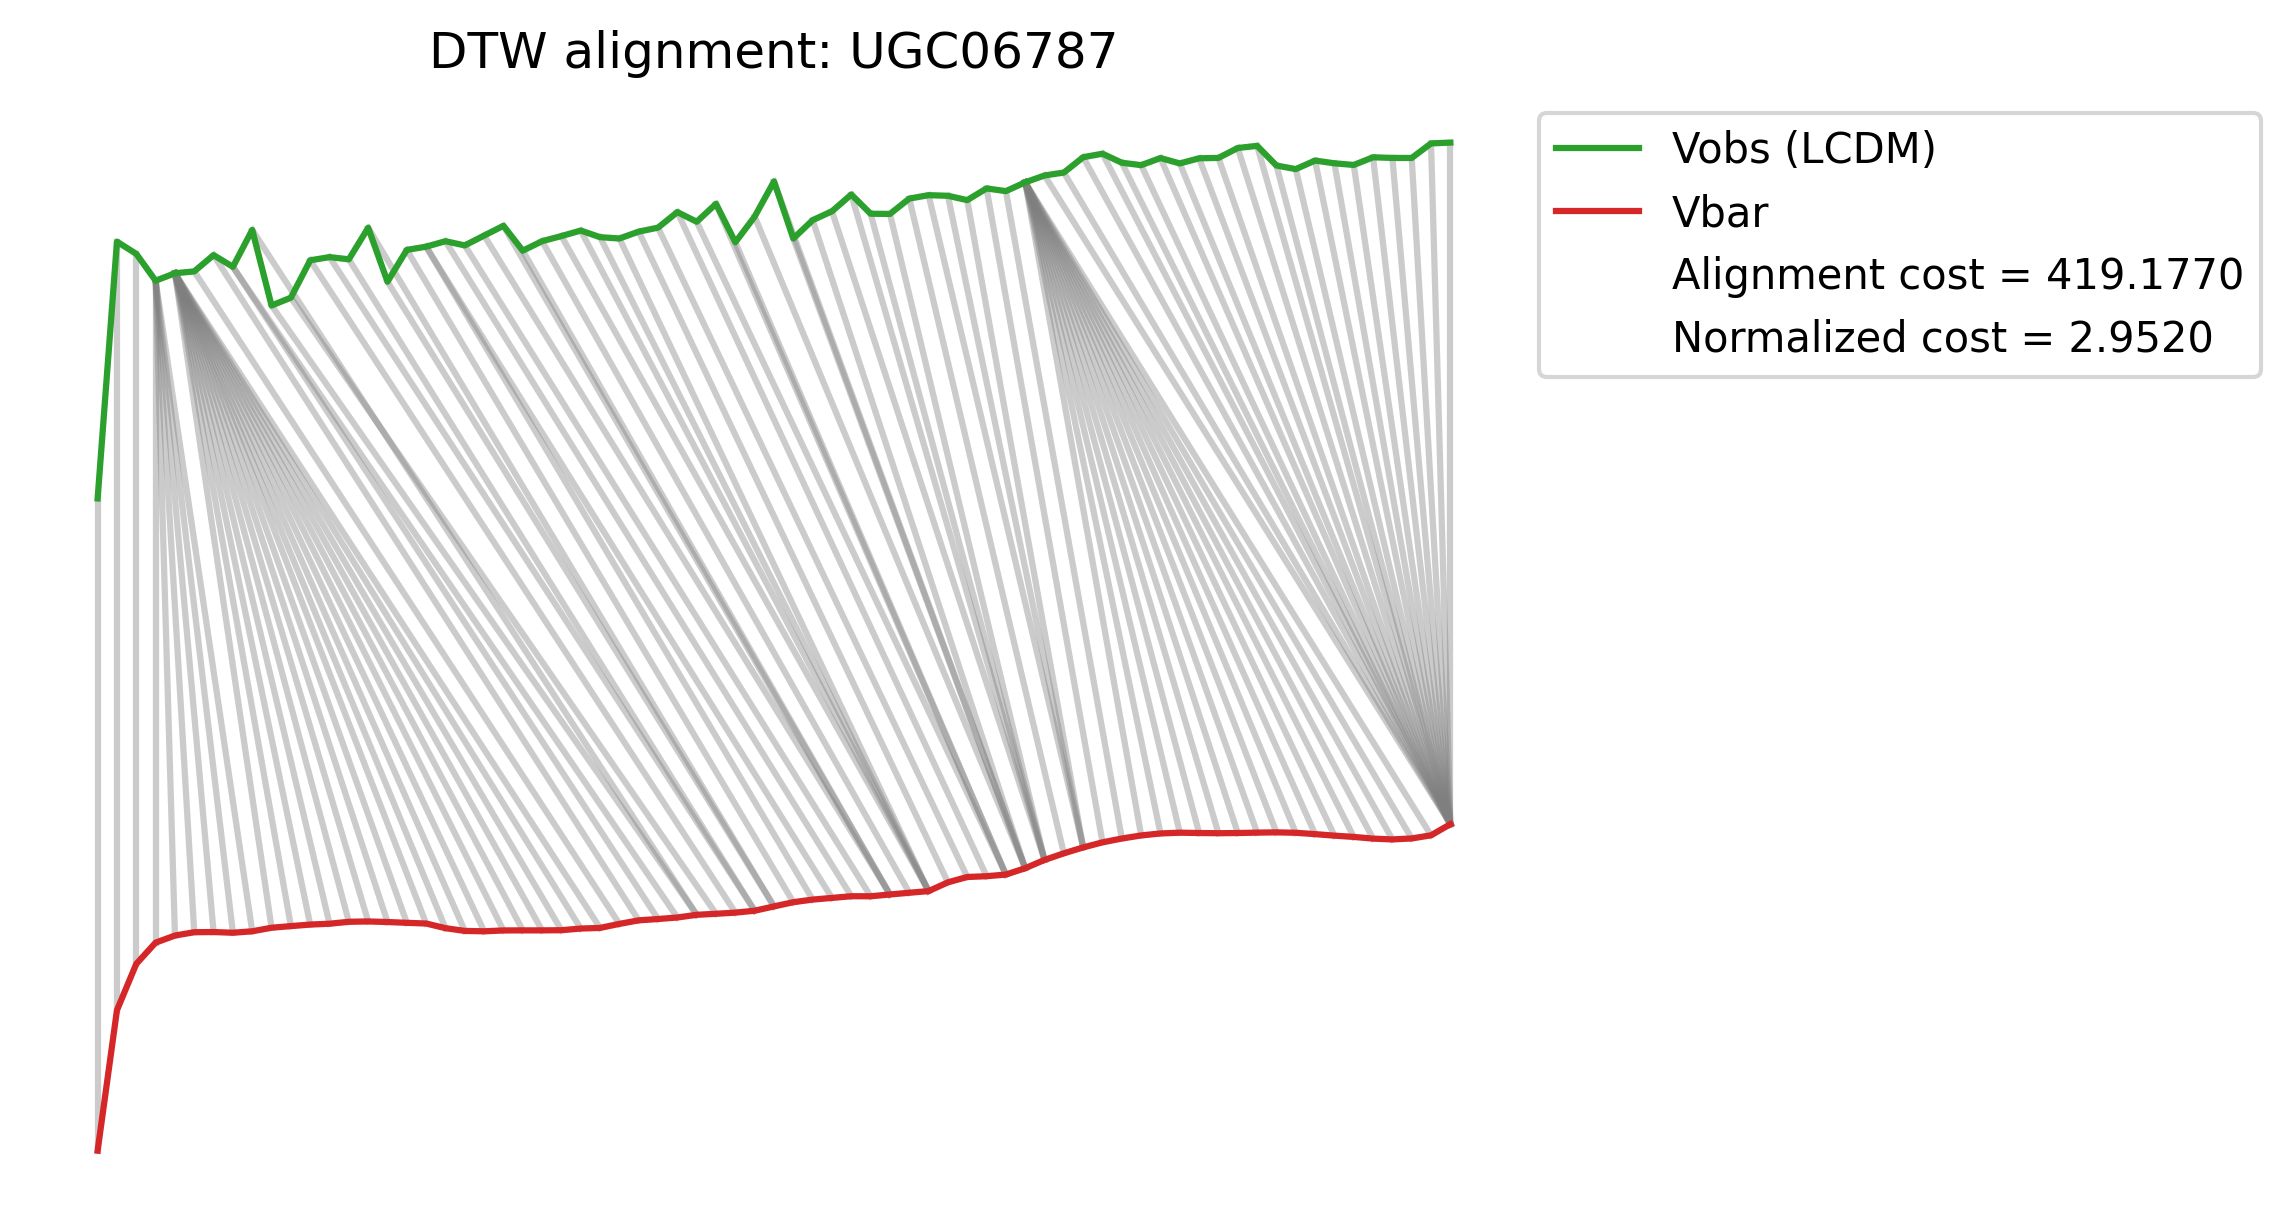 DTW alignment: UGC06787
Vobs (LCDM)
Vbar
Alignment cost = 419.1770
Normalized cost = 2.9520